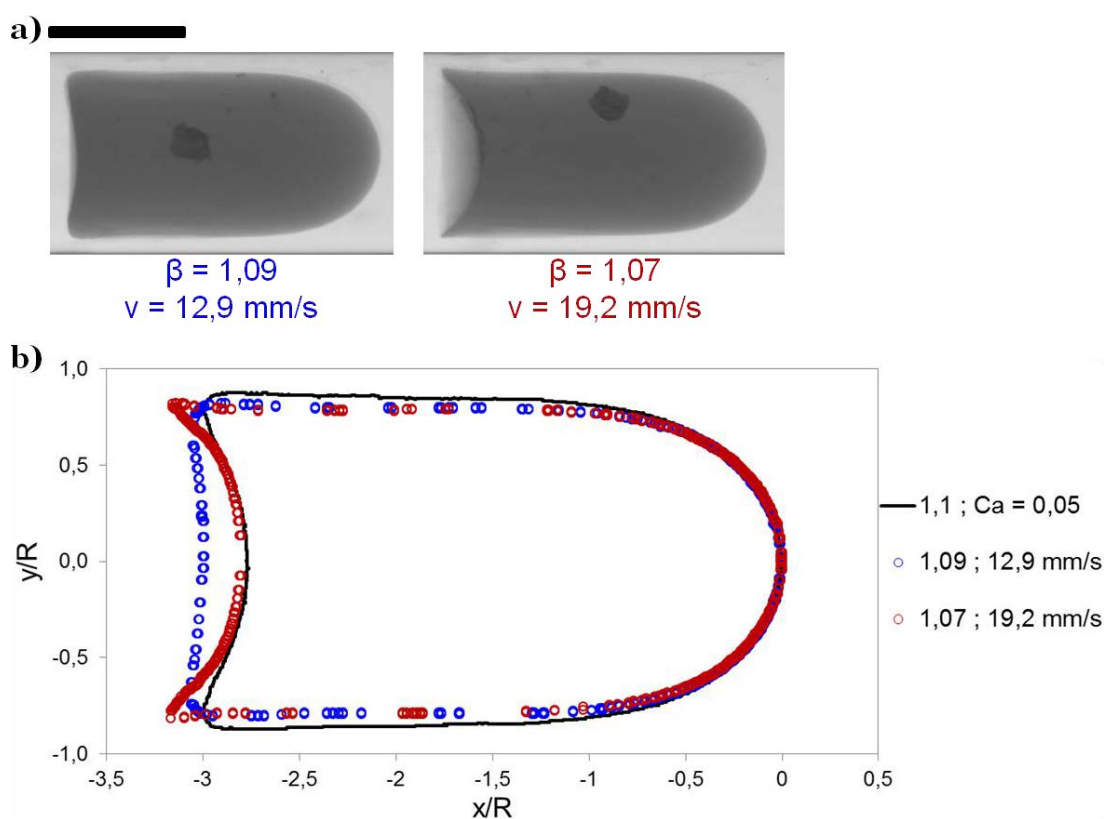 a)
β = 1,09
v = 12,9 mm/s
β = 1,07
v = 19,2 mm/s
b)
1,0
0,5
0,0
-0,5
-1,0
y/R
-3,5 -3 -2,5 -2 -1,5 -1 -0,5 0 0,5
x/R
1,1 ; Ca = 0,05
1,09 ; 12,9 mm/s
1,07 ; 19,2 mm/s